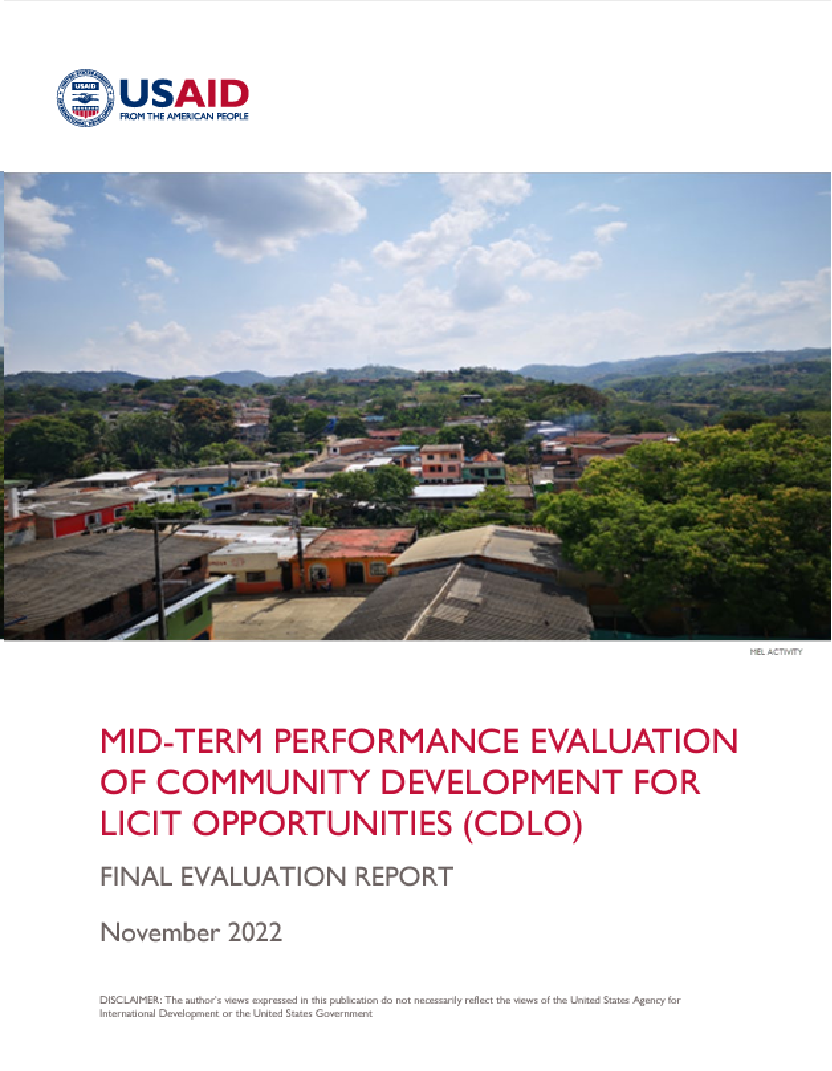 USAID
USAID
FROM THE AMERICAN PEOPLE
MEL ACTIVITY
MID-TERM PERFORMANCE EVALUATION
OF COMMUNITY DEVELOPMENT FOR
LICIT OPPORTUNITIES (CDLO)
FINAL EVALUATION REPORT
November 2022
DISCLAIMER: The author's views expressed in this publication do not necessarily reflect the views of the United States Agency for
International Development or the United States Government